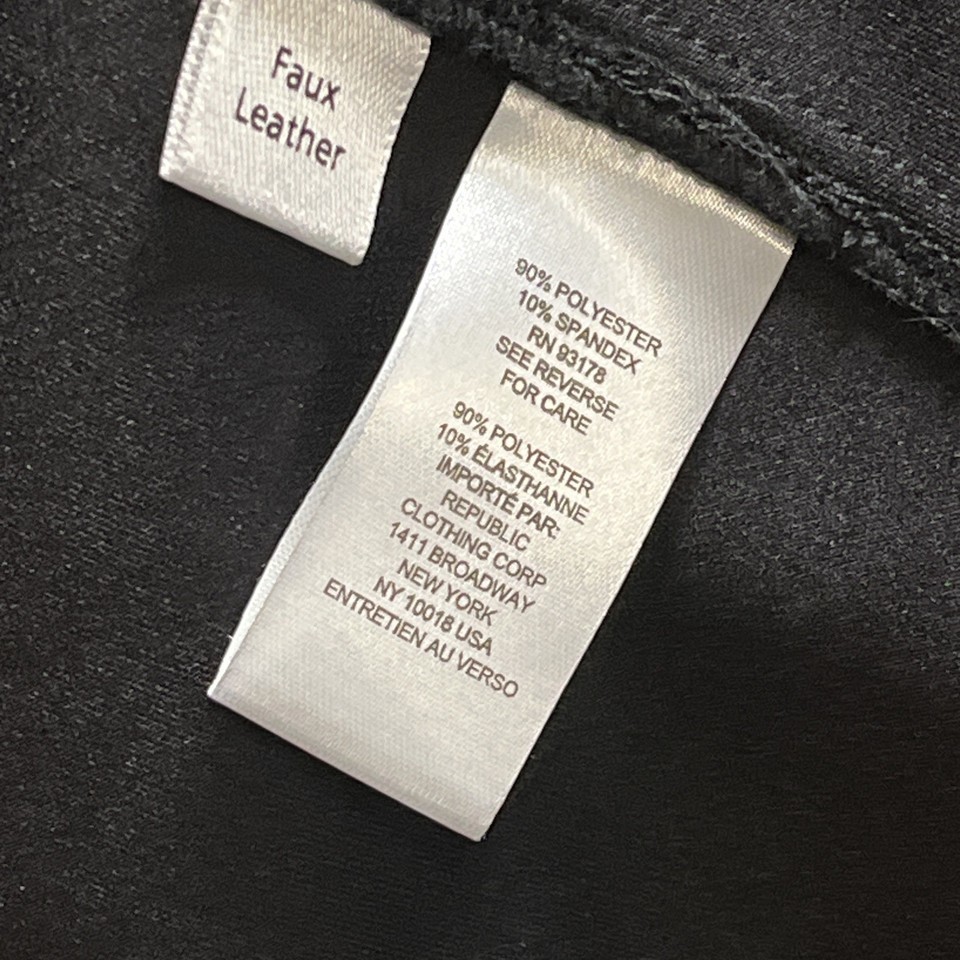 Faux
Leather
90% POLYESTER
10% SPANDEX
RN 93178
SEE REVERSE
FOR CARE
90% POLYESTER
10% ÉLASTHANNE
IMPORTÉ PAR:
REPUBLIC
CLOTHING CORP
1411 BROADWAY
NEW YORK
NY 10018 USA
ENTRETIEN AU VERSO